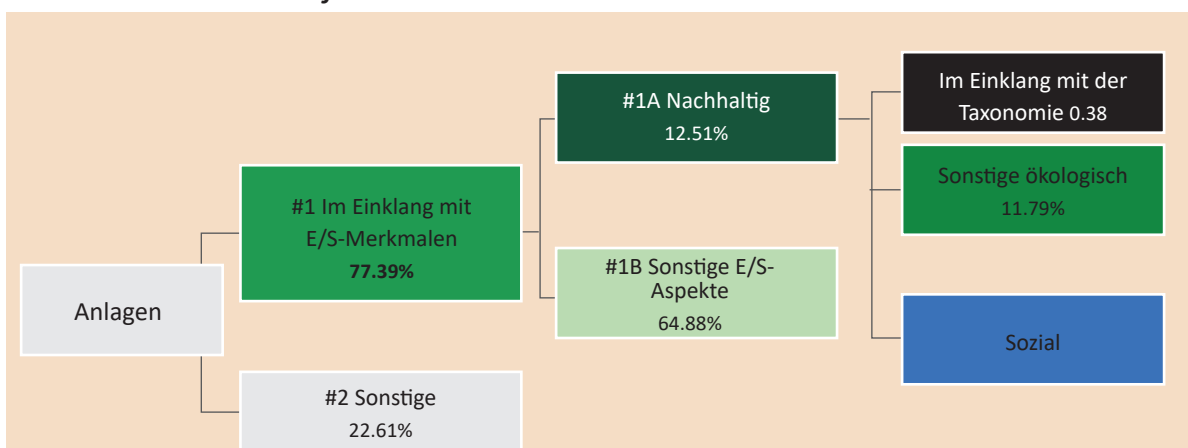 Anlagen
#1 Im Einklang mit
E/S-Merkmalen
77.39%
#2 Sonstige
22.61%
#1A Nachhaltig
12.51%
#1B Sonstige E/S-
Aspekte
64.88%
Im Einklang mit der
Taxonomie 0.38
Sonstige ökologisch
11.79%
Sozial